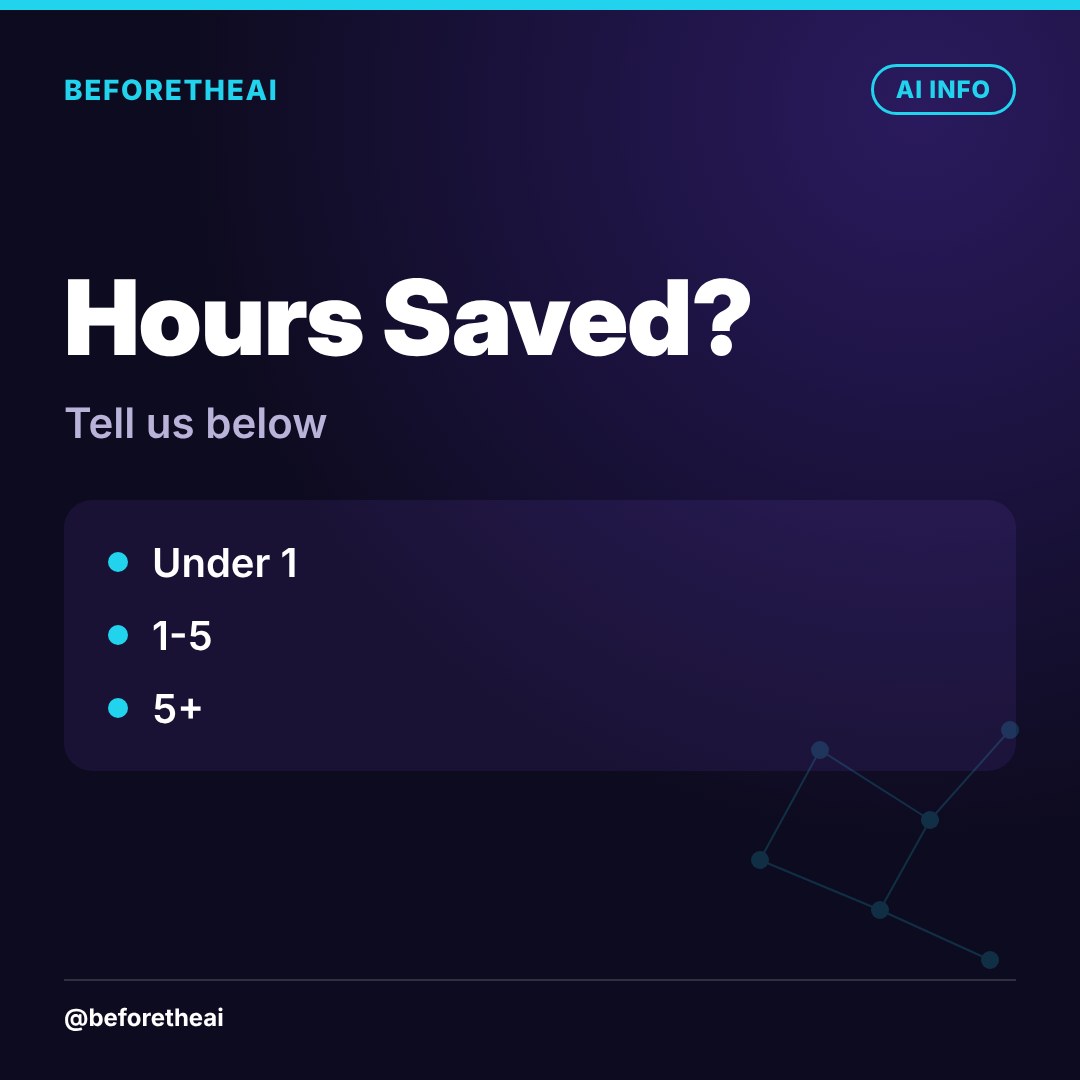 BEFORETHEAI
AI INFO
Hours Saved?
Tell us below
Under 1
1-5
5+
@beforetheai